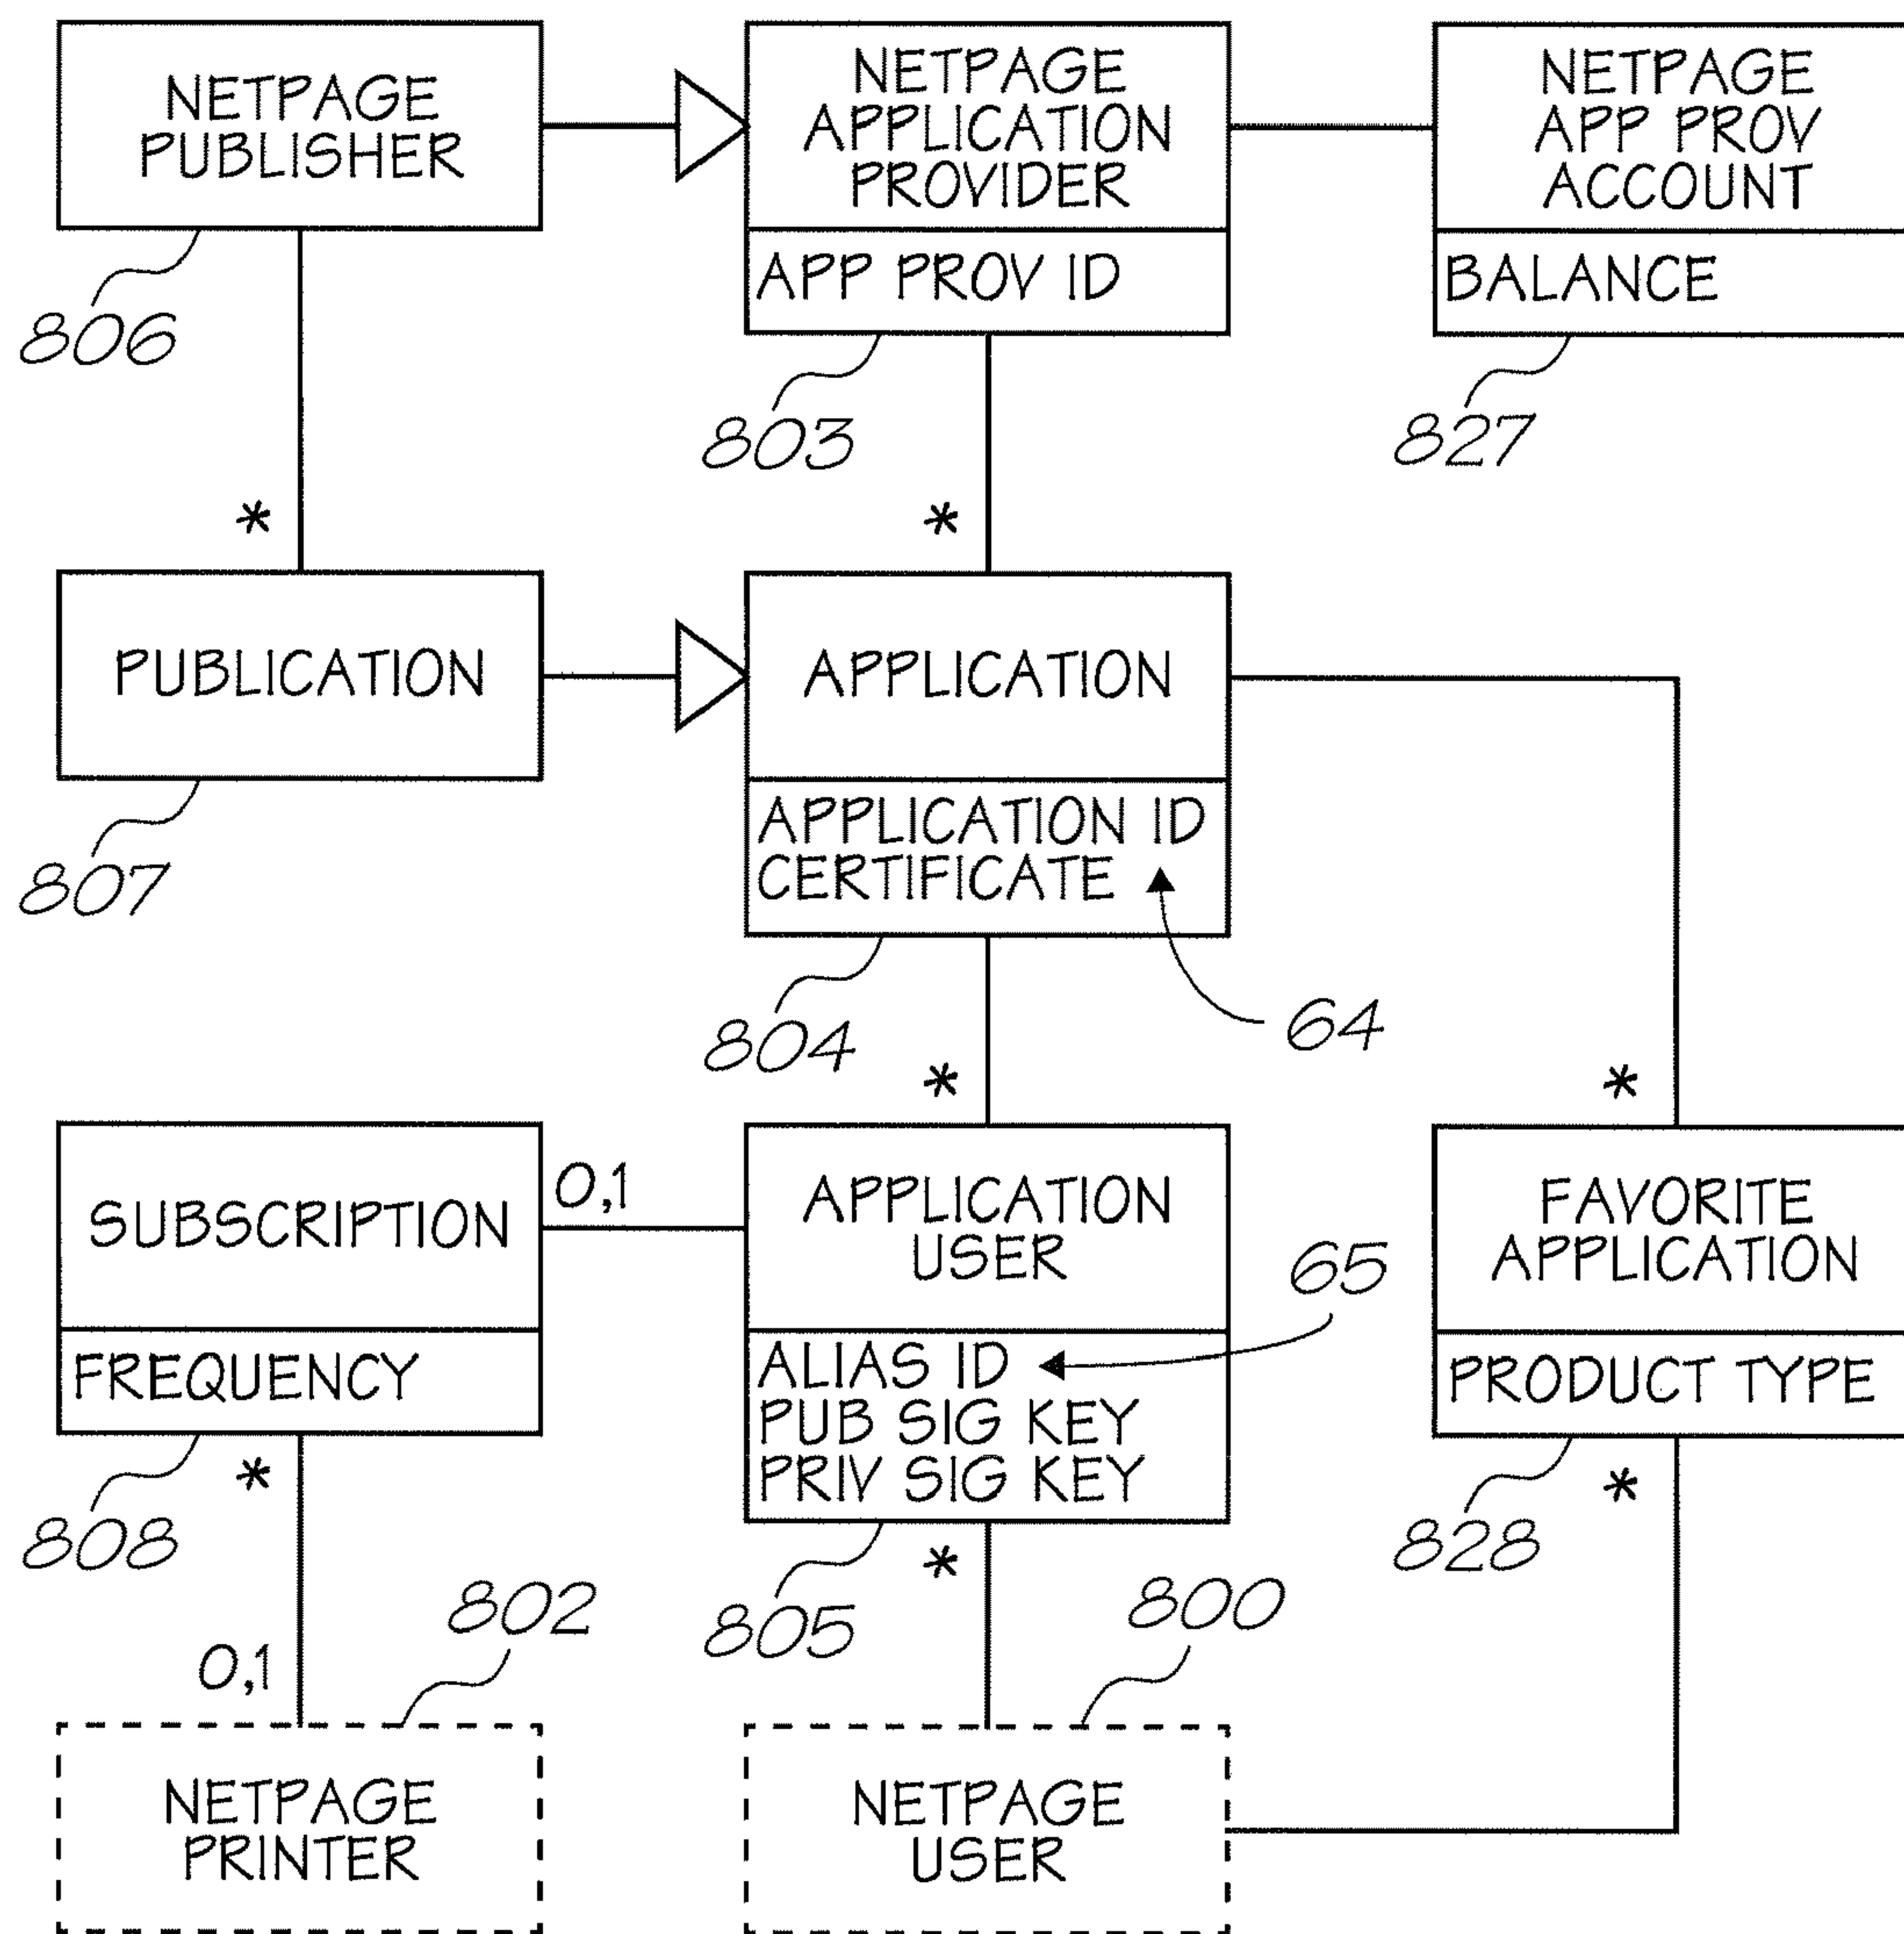 NETPAGE
PUBLISHER
806
NETPAGE
APPLICATION
PROVIDER
APP PROV ID
803
NETPAGE
APP PROV
ACCOUNT
BALANCE
827
*
*
PUBLICATION
807
APPLICATION
APPLICATION ID
CERTIFICATE
804
64
*
*
SUBSCRIPTION
FREQUENCY
808
0,1
APPLICATION
USER
ALIAS ID
PUB SIG KEY
PRIV SIG KEY
805
65
FAVORITE
APPLICATION
PRODUCT TYPE
828
*
*
*
0,1
802
800
NETPAGE
PRINTER
NETPAGE
USER